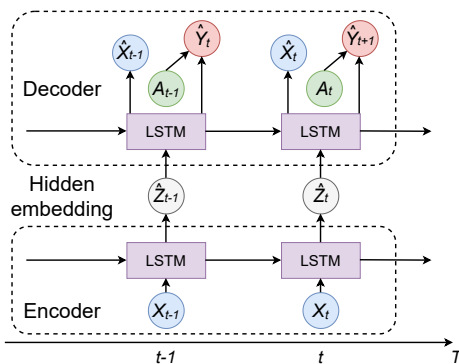 X̂t-1 Ŷt X̂t Ŷt+1
Decoder At-1 At
LSTM LSTM
Hidden
embedding Ẑt-1 Ẑt
LSTM LSTM
Encoder Xt-1 Xt
t-1 t T